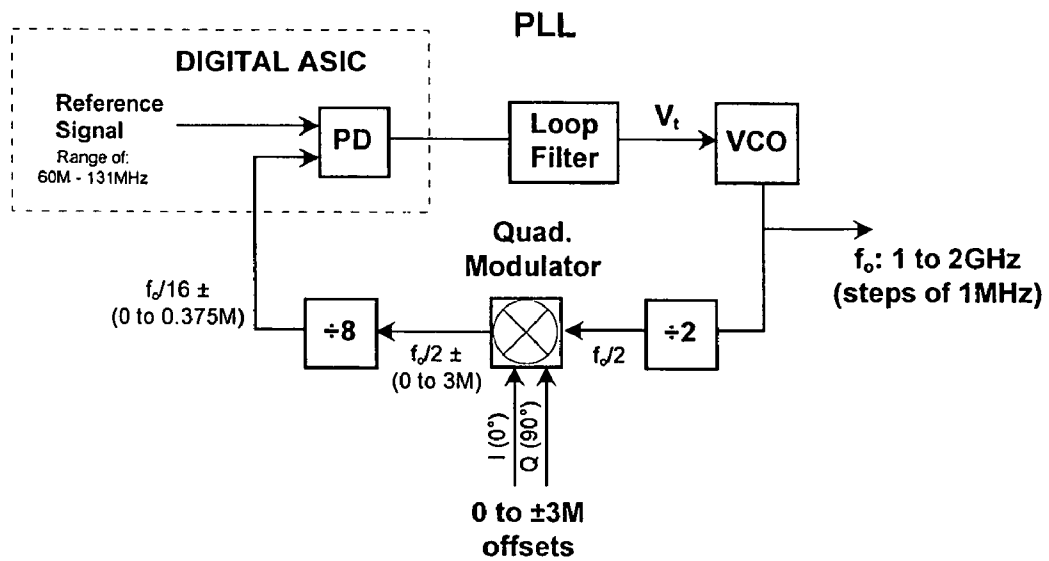 PLL
DIGITAL ASIC
Reference
Signal
Range of:
60M - 131MHz
PD
Loop
Filter
Vₜ
VCO
fₒ: 1 to 2GHz
(steps of 1MHz)
Quad.
Modulator
fₒ/16 ±
(0 to 0.375M)
÷8
fₒ/2 ±
(0 to 3M)
fₒ/2
÷2
I (0°)
Q (90°)
0 to ±3M
offsets